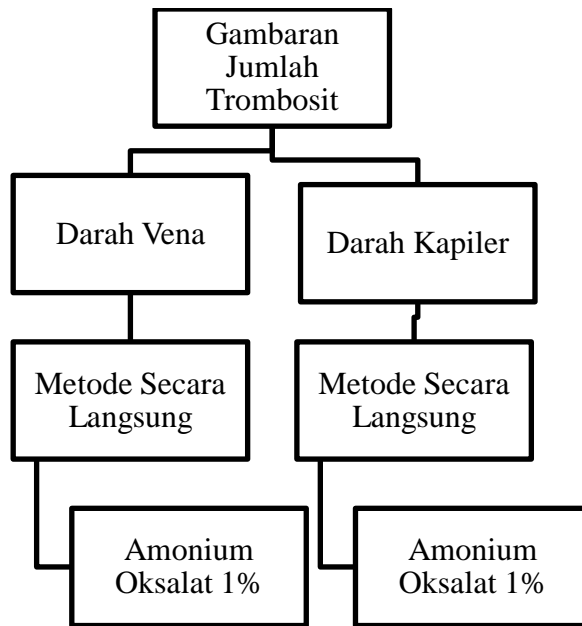 Gambaran
Jumlah
Trombosit
Darah Vena
Darah Kapiler
Metode Secara
Langsung
Metode Secara
Langsung
Amonium
Oksalat 1%
Amonium
Oksalat 1%